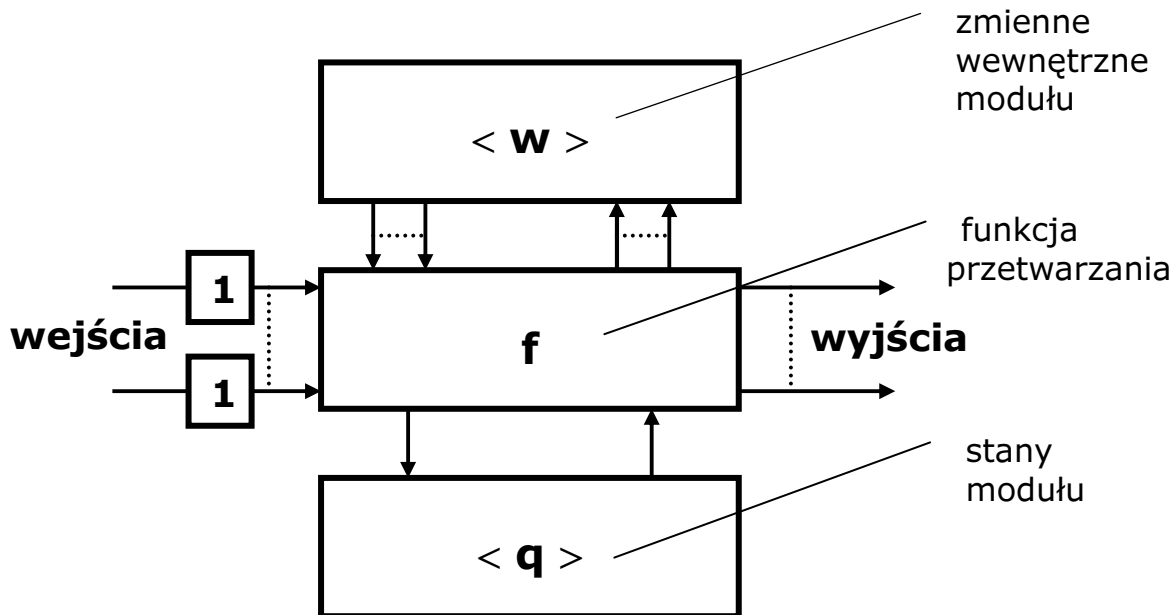 zmienne
wewnętrzne
modułu
< w >
funkcja
przetwarzania
1
wejścia
f
wyjścia
1
stany
modułu
< q >